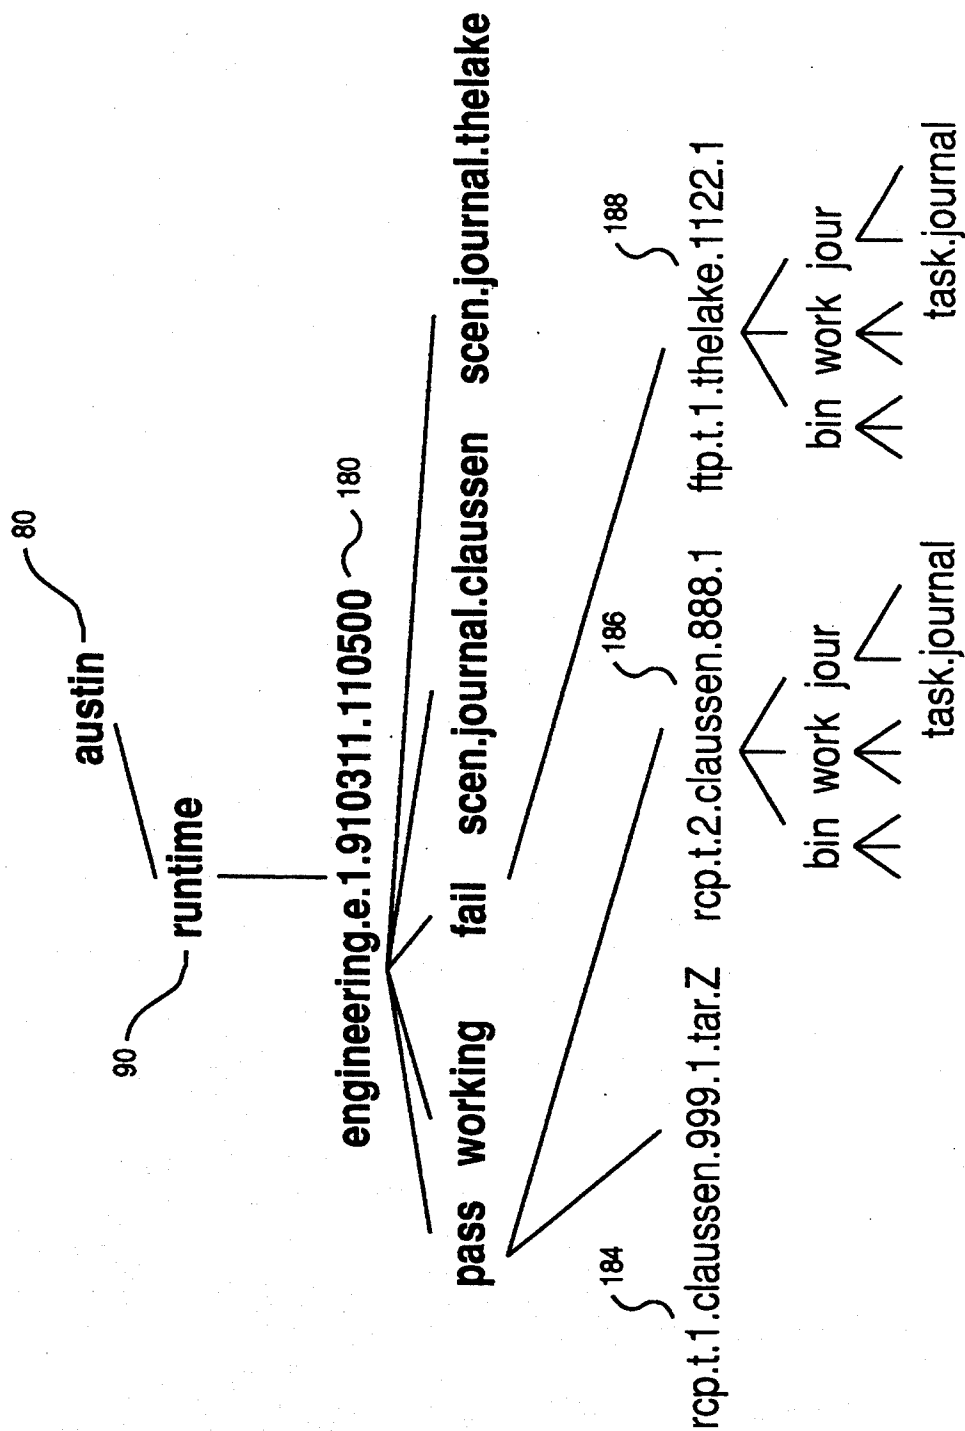 80
austin
90
runtime
engineering.e.1.910311.110500 180
pass working fail scen.journal.claussen scen.journal.thelake
184 186 188
rcp.t.1.claussen.999.1.tar.Z rcp.t.2.claussen.888.1 ftp.t.1.thelake.1122.1
bin work jour bin work jour
task.journal task.journal